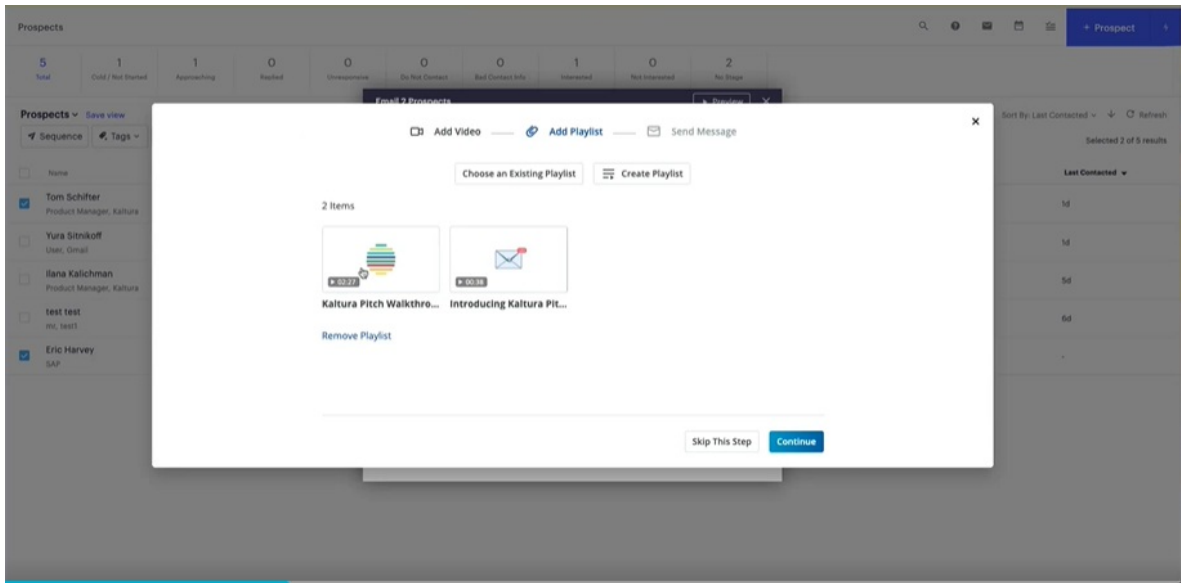 Prospects
+ Prospect
5 1 1 0 0 0 0 1 0 2
Total Cold / Not Started Approaching Replied Unresponsive Do Not Contact Bad Contact Info Interested Not Interested No Stage
Email 2 Prospects Preview
Prospects Save view
Sort By: Last Contacted Refresh
Add Video Add Playlist Send Message
Sequence Tags
Selected 2 of 5 results
Name
Last Contacted
Choose an Existing Playlist Create Playlist
Tom Schifter
Product Manager, Kaltura
1d
2 Items
Yura Sitnikoff
User, Gmail
1d
Ilana Kalichman
Product Manager, Kaltura
5d
02:27 00:38
Kaltura Pitch Walkthro... Introducing Kaltura Pit...
test test
mr, test1
6d
Remove Playlist
Eric Harvey
SAP
-
Skip This Step Continue